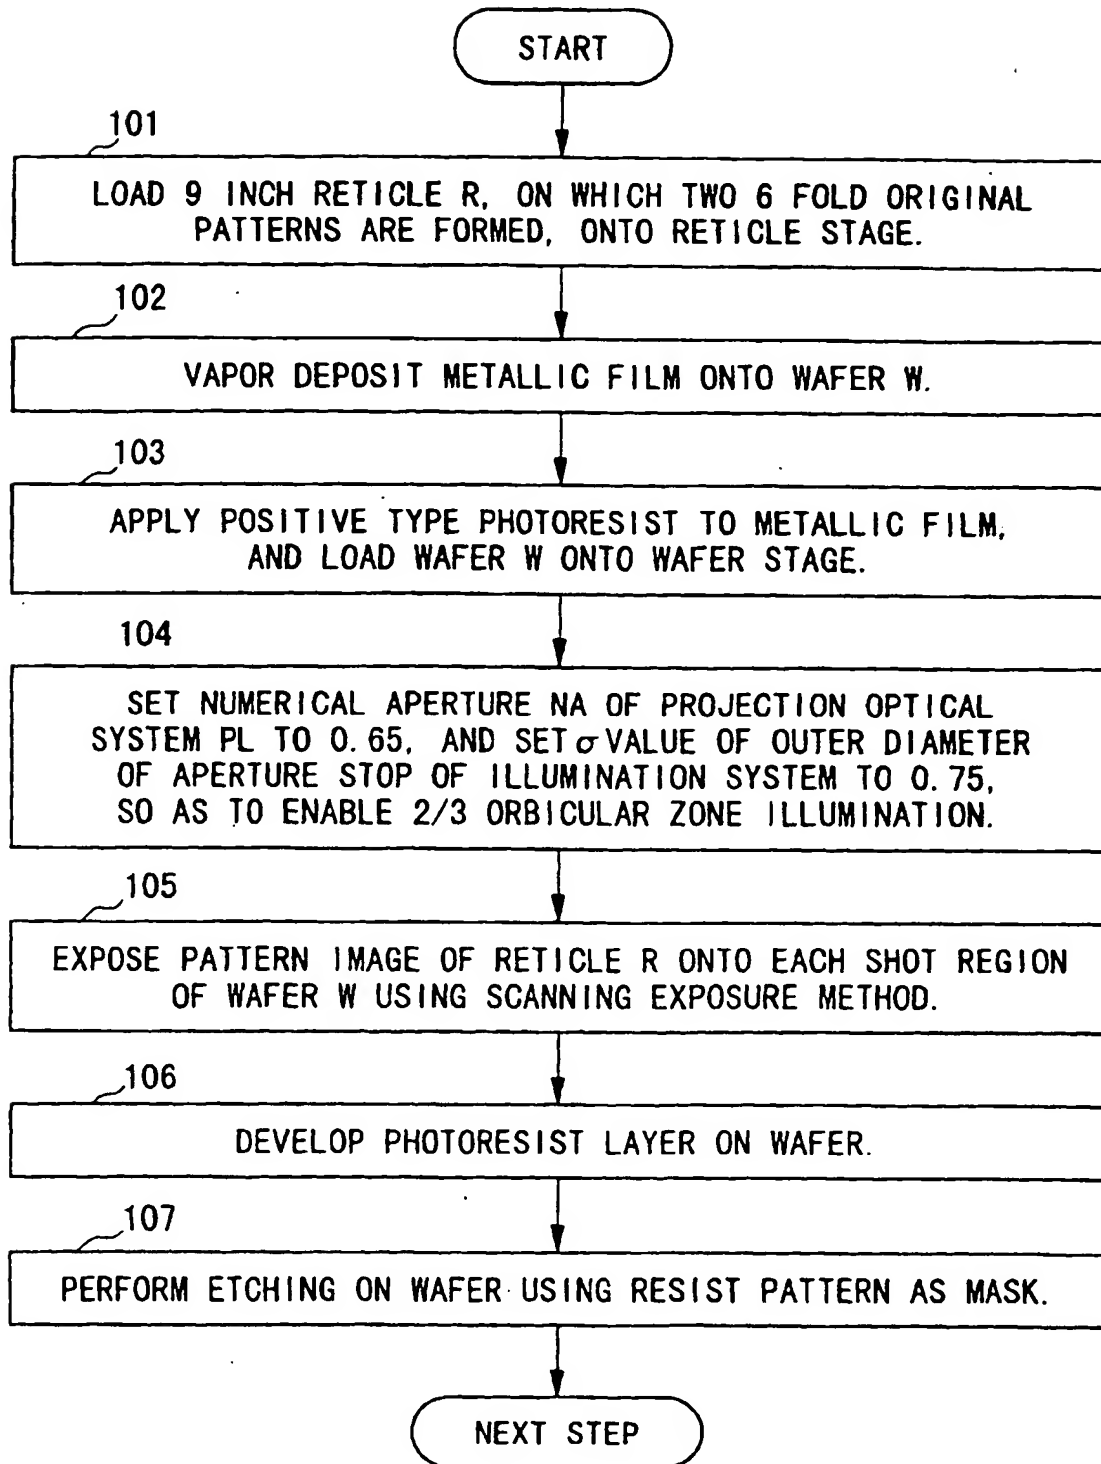 START
101
LOAD 9 INCH RETICLE R, ON WHICH TWO 6 FOLD ORIGINAL
PATTERNS ARE FORMED, ONTO RETICLE STAGE.
102
VAPOR DEPOSIT METALLIC FILM ONTO WAFER W.
103
APPLY POSITIVE TYPE PHOTORESIST TO METALLIC FILM,
AND LOAD WAFER W ONTO WAFER STAGE.
104
SET NUMERICAL APERTURE NA OF PROJECTION OPTICAL
SYSTEM PL TO 0.65, AND SET σ VALUE OF OUTER DIAMETER
OF APERTURE STOP OF ILLUMINATION SYSTEM TO 0.75,
SO AS TO ENABLE 2/3 ORBICULAR ZONE ILLUMINATION.
105
EXPOSE PATTERN IMAGE OF RETICLE R ONTO EACH SHOT REGION
OF WAFER W USING SCANNING EXPOSURE METHOD.
106
DEVELOP PHOTORESIST LAYER ON WAFER.
107
PERFORM ETCHING ON WAFER USING RESIST PATTERN AS MASK.
NEXT STEP